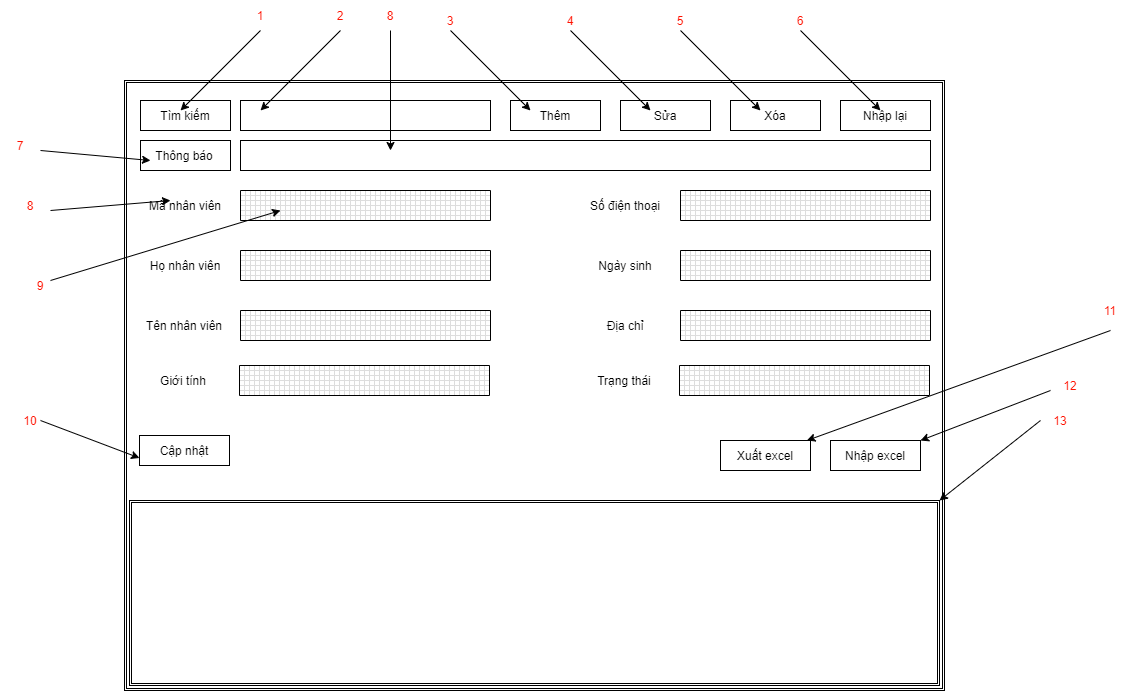 1
2
8
3
4
5
6
Tìm kiếm
Thêm
Sửa
Xóa
Nhập lại
7
Thông báo
8
Mã nhân viên
Số điện thoại
Họ nhân viên
Ngày sinh
9
Tên nhân viên
Địa chỉ
11
Giới tính
Trạng thái
12
10
13
Cập nhật
Xuất excel
Nhập excel